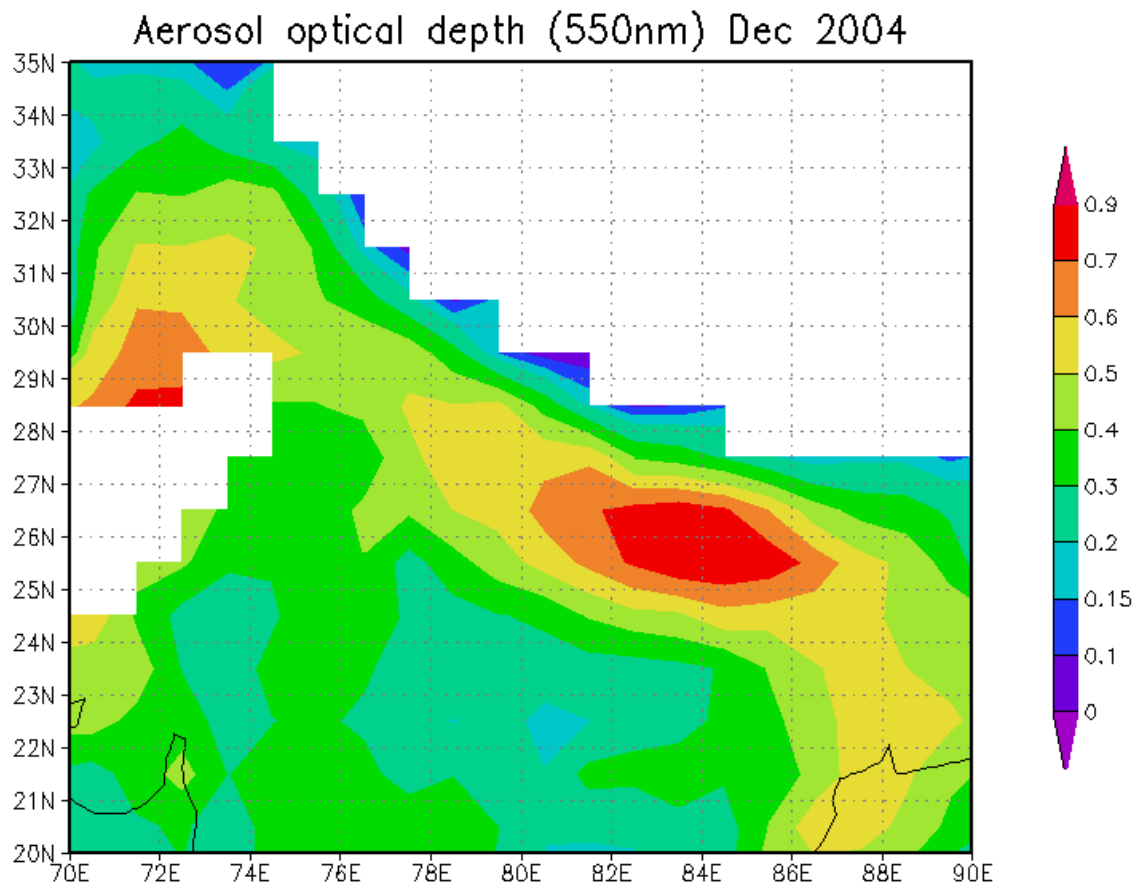 Aerosol optical depth (550nm) Dec 2004
35N
34N
33N
32N
31N
30N
29N
28N
27N
26N
25N
24N
23N
22N
21N
20N
70E 72E 74E 76E 78E 80E 82E 84E 86E 88E 90E
0.9
0.7
0.6
0.5
0.4
0.3
0.2
0.15
0.1
0